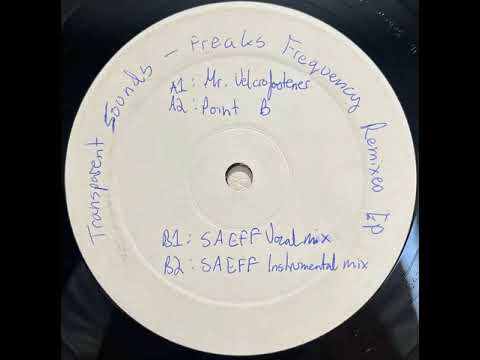 Transparent Sounds - Freaks Frequency Remixes EP
A1: Mr. Velcrofastener
A2: Point B
B1: SAEFF Vocal mix
B2: SAEFF Instrumental mix